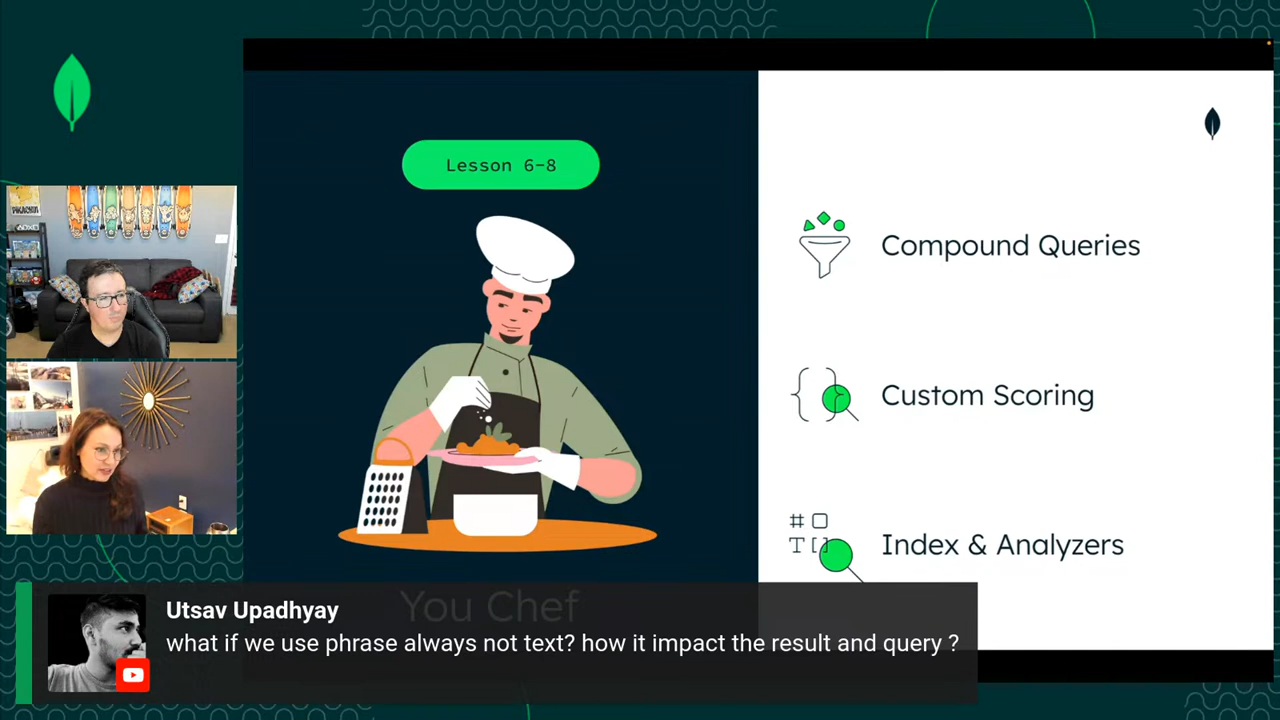 Lesson 6-8
Compound Queries
Custom Scoring
Index & Analyzers
You Chef
Utsav Upadhyay
what if we use phrase always not text? how it impact the result and query ?